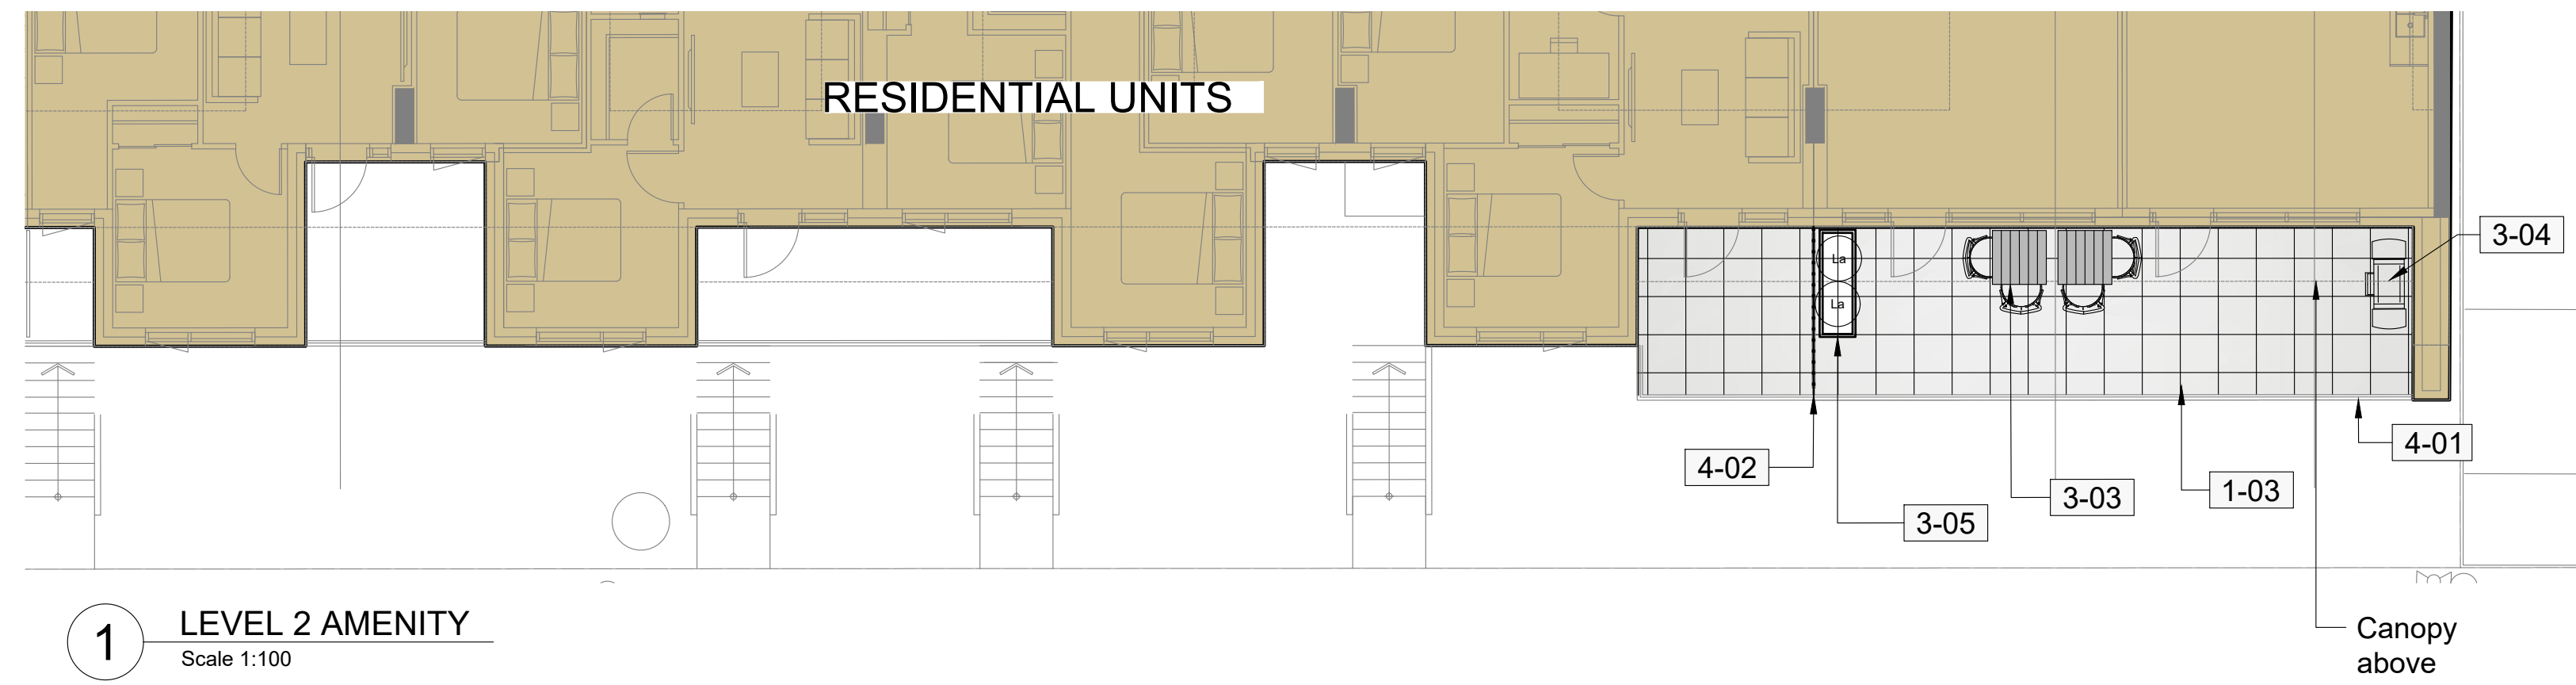 RESIDENTIAL UNITS
La
La
3-04
4-01
4-02
1-03
3-03
3-05
1
LEVEL 2 AMENITY
Scale 1:100
Canopy
above